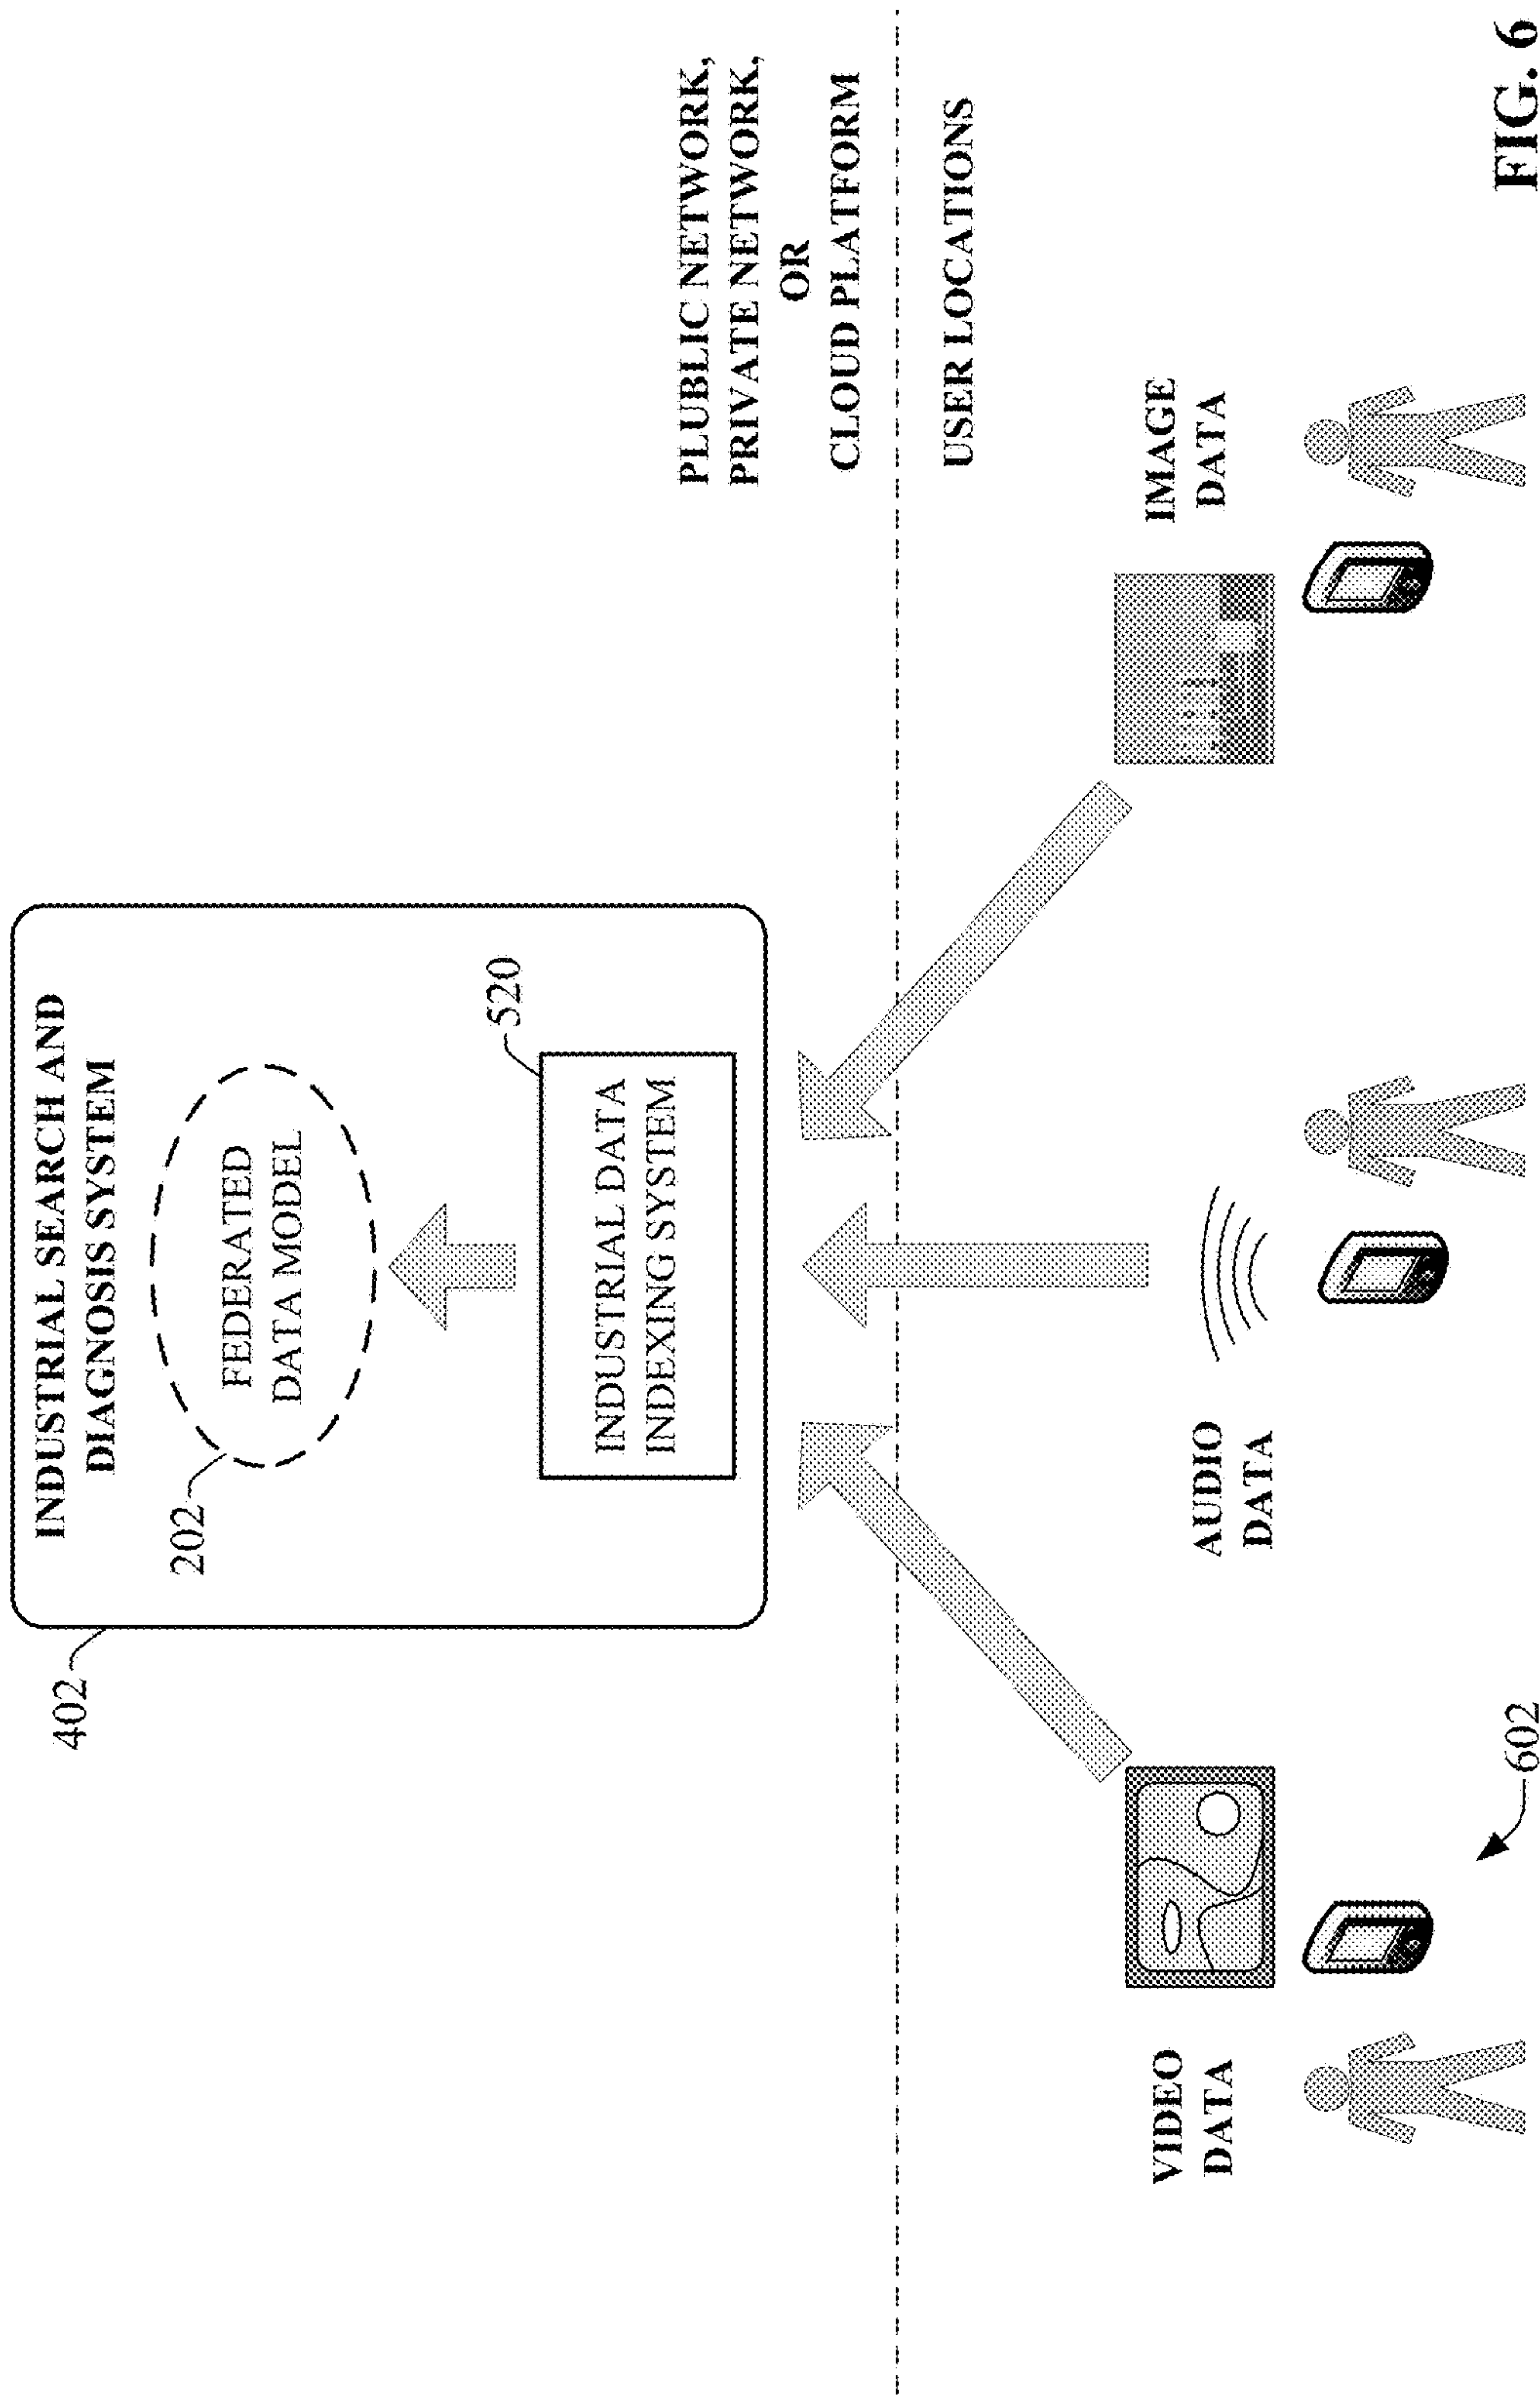 INDUSTRIAL SEARCH AND
DIAGNOSIS SYSTEM
402
202
FEDERATED
DATA MODEL
520
INDUSTRIAL DATA
INDEXING SYSTEM
PLUBLIC NETWORK,
PRIVATE NETWORK,
OR
CLOUD PLATFORM
USER LOCATIONS
VIDEO
DATA
AUDIO
DATA
IMAGE
DATA
602
FIG. 6